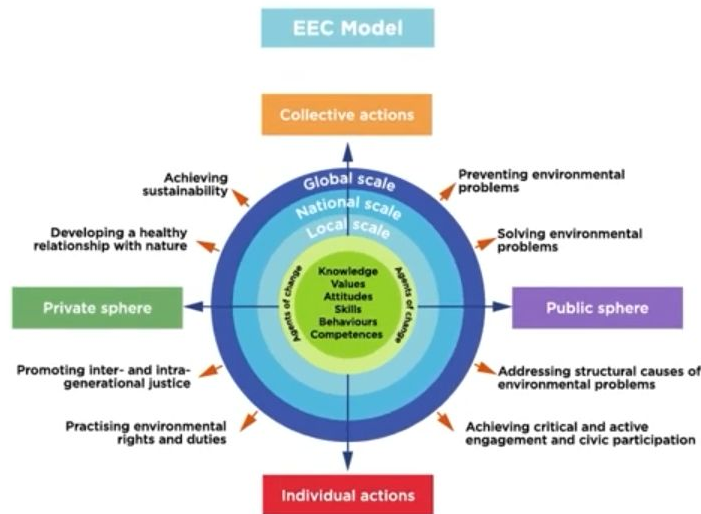 EEC Model
Collective actions
Achieving
sustainability
Preventing environmental
problems
Global scale
National scale
Local scale
Developing a healthy
relationship with nature
Solving environmental
problems
Agents of change
Knowledge
Values
Attitudes
Skills
Behaviours
Competences
Agents of change
Private sphere
Public sphere
Promoting inter- and intra-
generational justice
Addressing structural causes of
environmental problems
Practising environmental
rights and duties
Achieving critical and active
engagement and civic participation
Individual actions